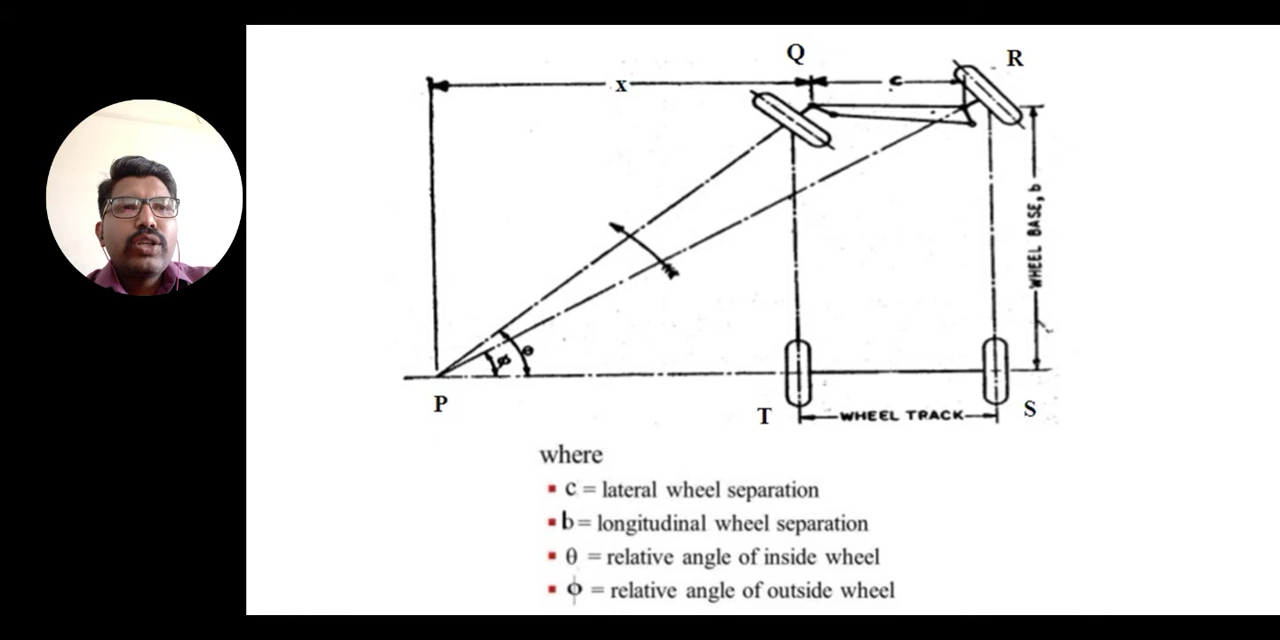 Q
R
x
c
WHEEL BASE, b
ø
θ
P
T
WHEEL TRACK
S
where
c = lateral wheel separation
b = longitudinal wheel separation
θ = relative angle of inside wheel
ϕ = relative angle of outside wheel